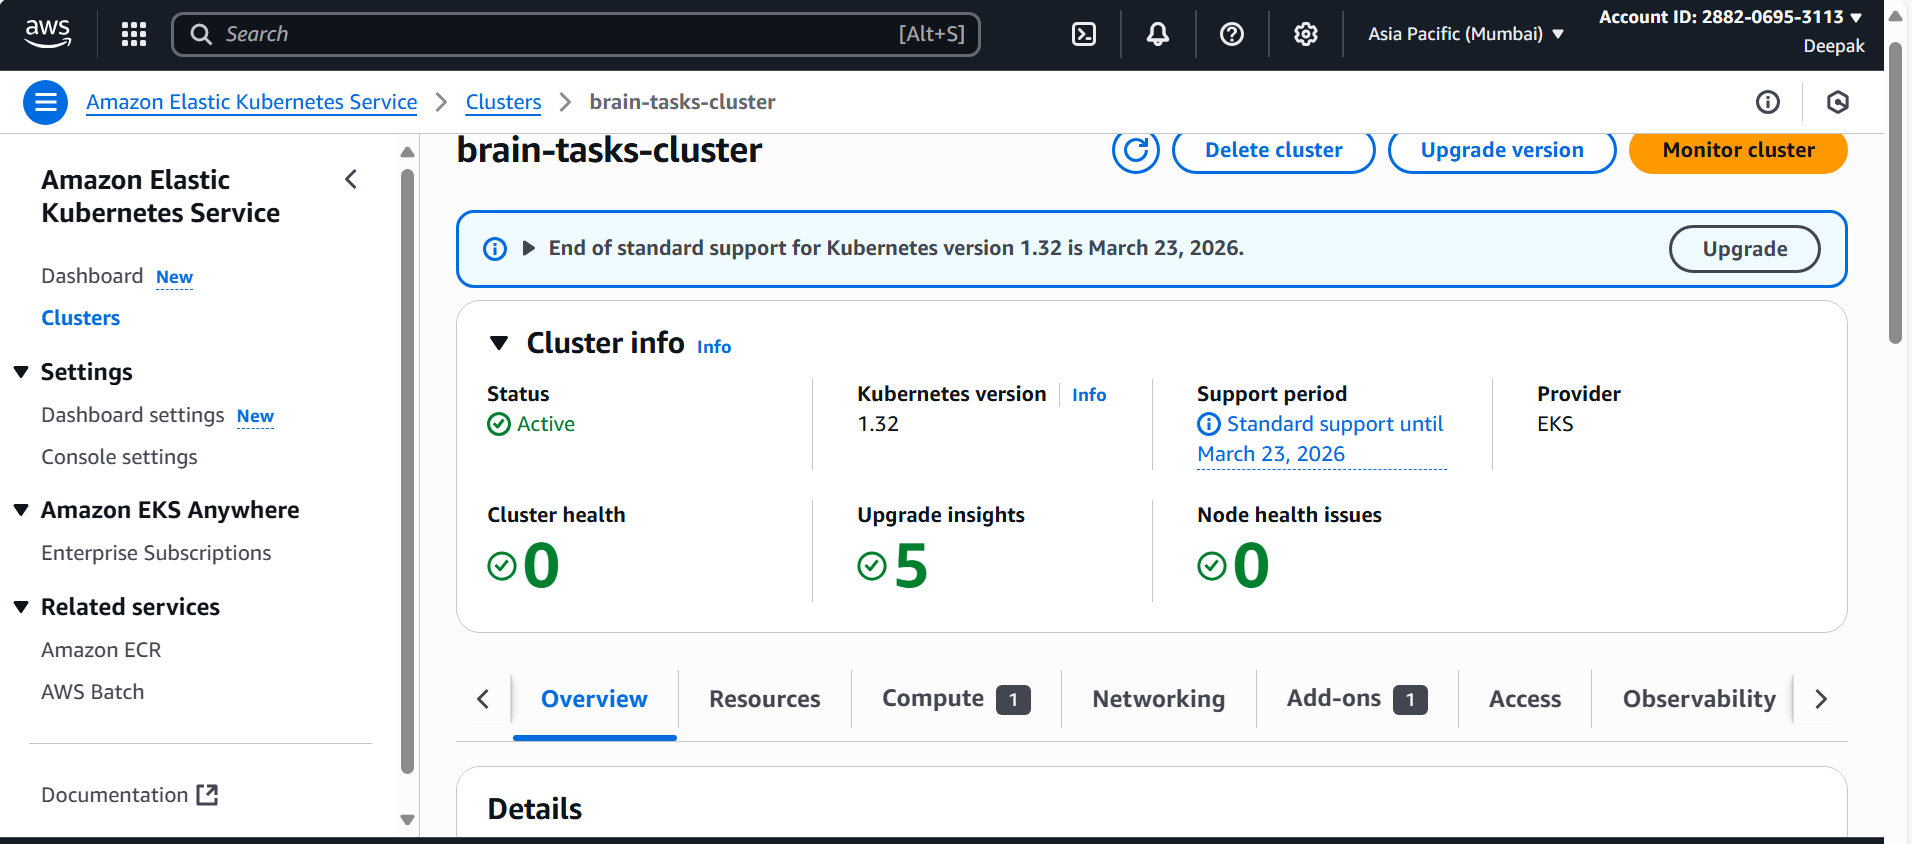 aws
Search [Alt+S]
Asia Pacific (Mumbai)
Account ID: 2882-0695-3113
Deepak
Amazon Elastic Kubernetes Service
Clusters
brain-tasks-cluster
Amazon Elastic
Kubernetes Service
Dashboard New
Clusters
Settings
Dashboard settings New
Console settings
Amazon EKS Anywhere
Enterprise Subscriptions
Related services
Amazon ECR
AWS Batch
Documentation
brain-tasks-cluster
Delete cluster
Upgrade version
Monitor cluster
End of standard support for Kubernetes version 1.32 is March 23, 2026.
Upgrade
Cluster info Info
Status
Active
Kubernetes version Info
1.32
Support period
Standard support until
March 23, 2026
Provider
EKS
Cluster health
0
Upgrade insights
5
Node health issues
0
Overview
Resources
Compute 1
Networking
Add-ons 1
Access
Observability
Details